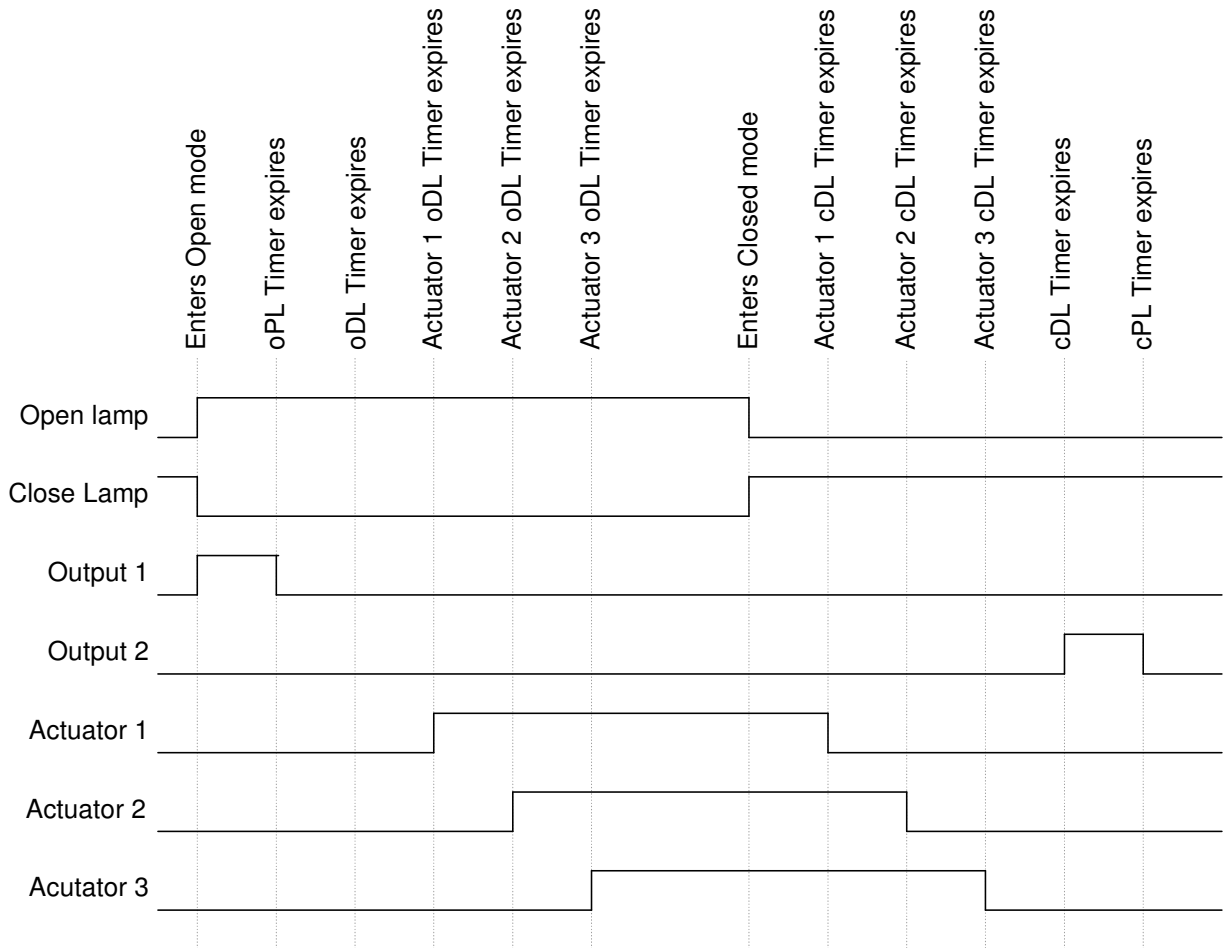 Enters Open mode
oPL Timer expires
oDL Timer expires
Actuator 1 oDL Timer expires
Actuator 2 oDL Timer expires
Actuator 3 oDL Timer expires
Enters Closed mode
Actuator 1 cDL Timer expires
Actuator 2 cDL Timer expires
Actuator 3 cDL Timer expires
cDL Timer expires
cPL Timer expires
Open lamp
Close Lamp
Output 1
Output 2
Actuator 1
Actuator 2
Acutator 3